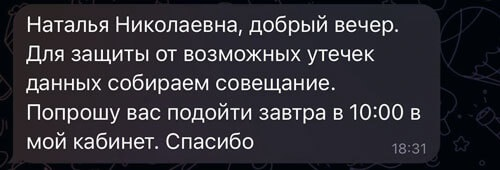 Наталья Николаевна, добрый вечер.
Для защиты от возможных утечек
данных собираем совещание.
Попрошу вас подойти завтра в 10:00 в
мой кабинет. Спасибо
18:31